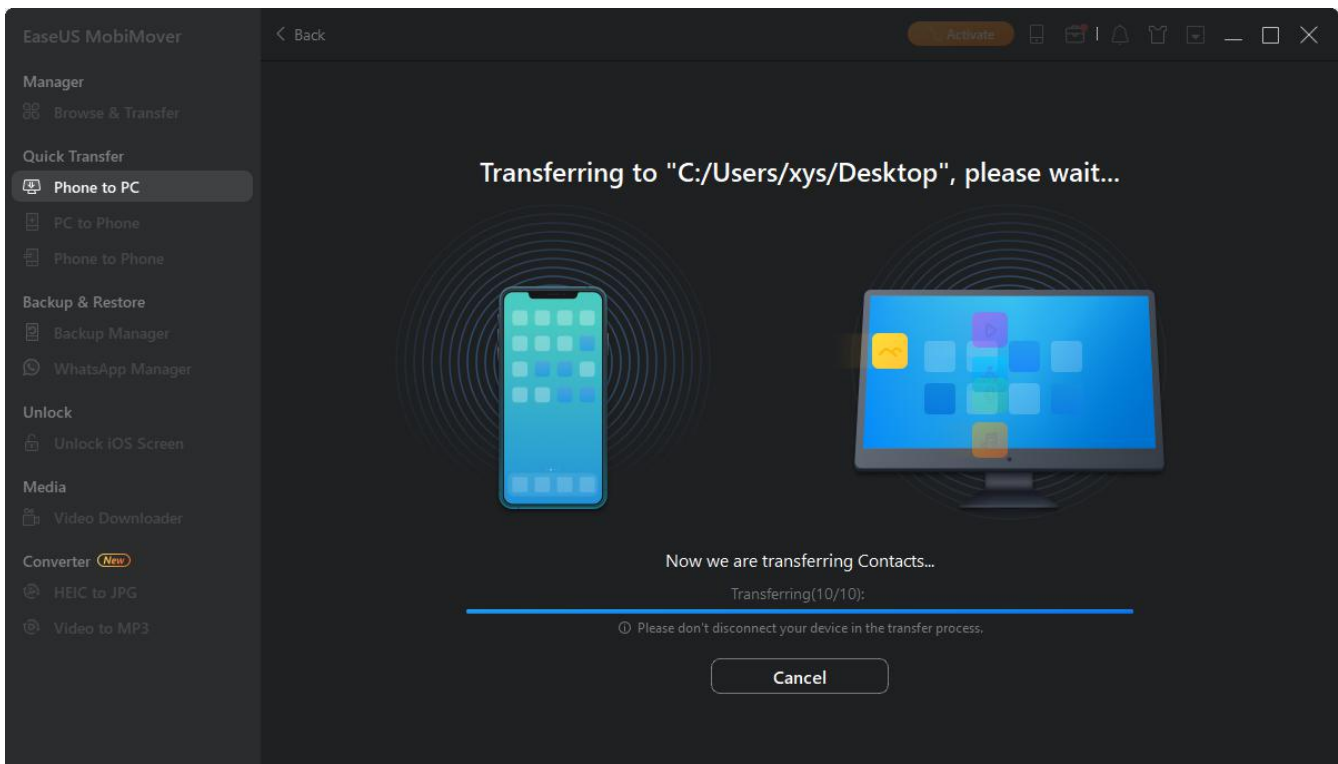 EaseUS MobiMover
Back
Activate
Manager
Browse & Transfer
Quick Transfer
Phone to PC
PC to Phone
Phone to Phone
Backup & Restore
Backup Manager
WhatsApp Manager
Unlock
Unlock iOS Screen
Media
Video Downloader
Converter New
HEIC to JPG
Video to MP3
Transferring to "C:/Users/xys/Desktop", please wait...
Now we are transferring Contacts...
Transferring(10/10):
Please don't disconnect your device in the transfer process.
Cancel